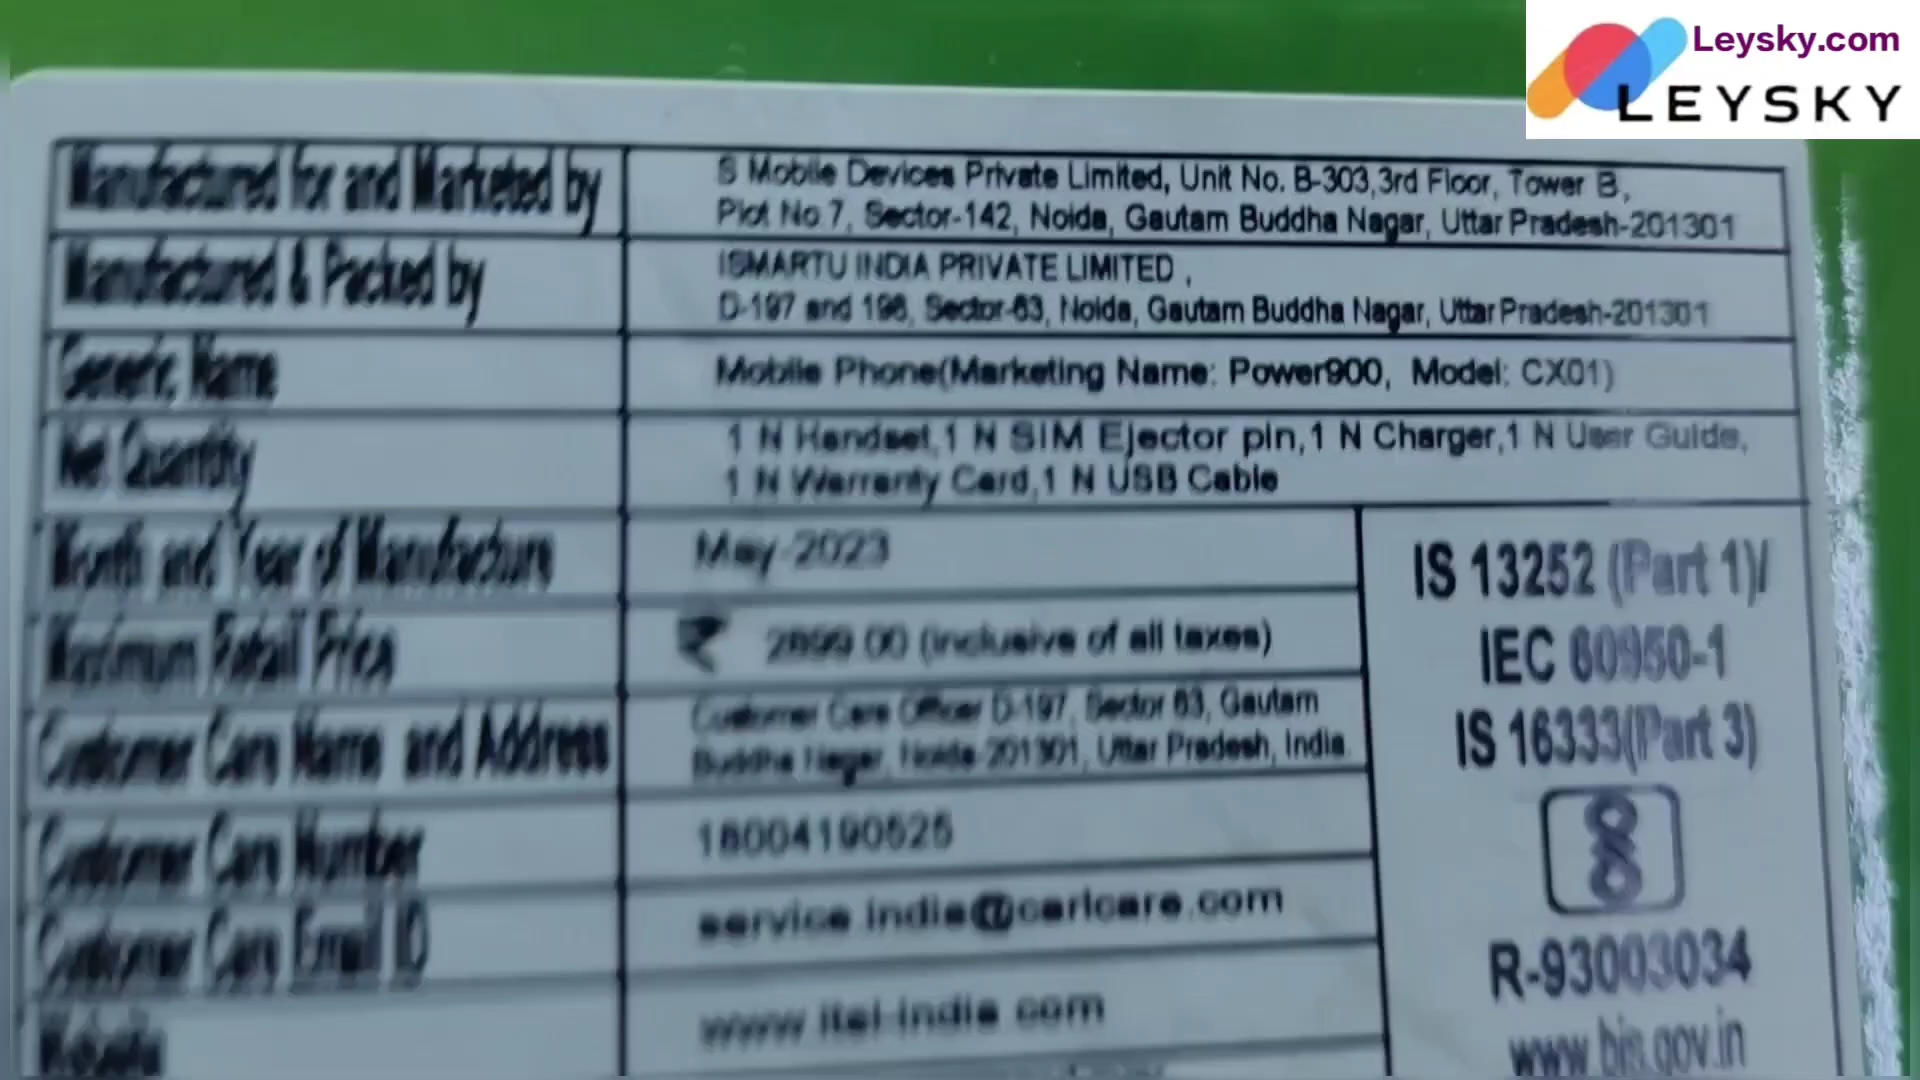 Leysky.com
LEYSKY
Manufactured for and Marketed by
S Mobile Devices Private Limited, Unit No. B-303,3rd Floor, Tower B,
Plot No 7, Sector-142, Noida, Gautam Buddha Nagar, Uttar Pradesh-201301
Manufactured & Packed by
ISMARTU INDIA PRIVATE LIMITED ,
D-197 and 198, Sector-63, Noida, Gautam Buddha Nagar, Uttar Pradesh-201301
Generic Name
Mobile Phone(Marketing Name: Power900, Model: CX01)
Net Quantity
1 N Handset,1 N SIM Ejector pin,1 N Charger,1 N User Guide,
1 N Warranty Card,1 N USB Cable
Month and Year of Manufacture
May-2023
Maximum Retail Price
₹ 2899.00 (inclusive of all taxes)
Customer Care Name and Address
Customer Care Officer D-197, Sector 63, Gautam
Buddha Nagar, Noida-201301, Uttar Pradesh, India.
Customer Care Number
18004190525
Customer Care Email ID
service.india@carlcare.com
Website
www.itel-india.com
IS 13252 (Part 1)/
IEC 60950-1
IS 16333(Part 3)
R-93003034
www.bis.gov.in